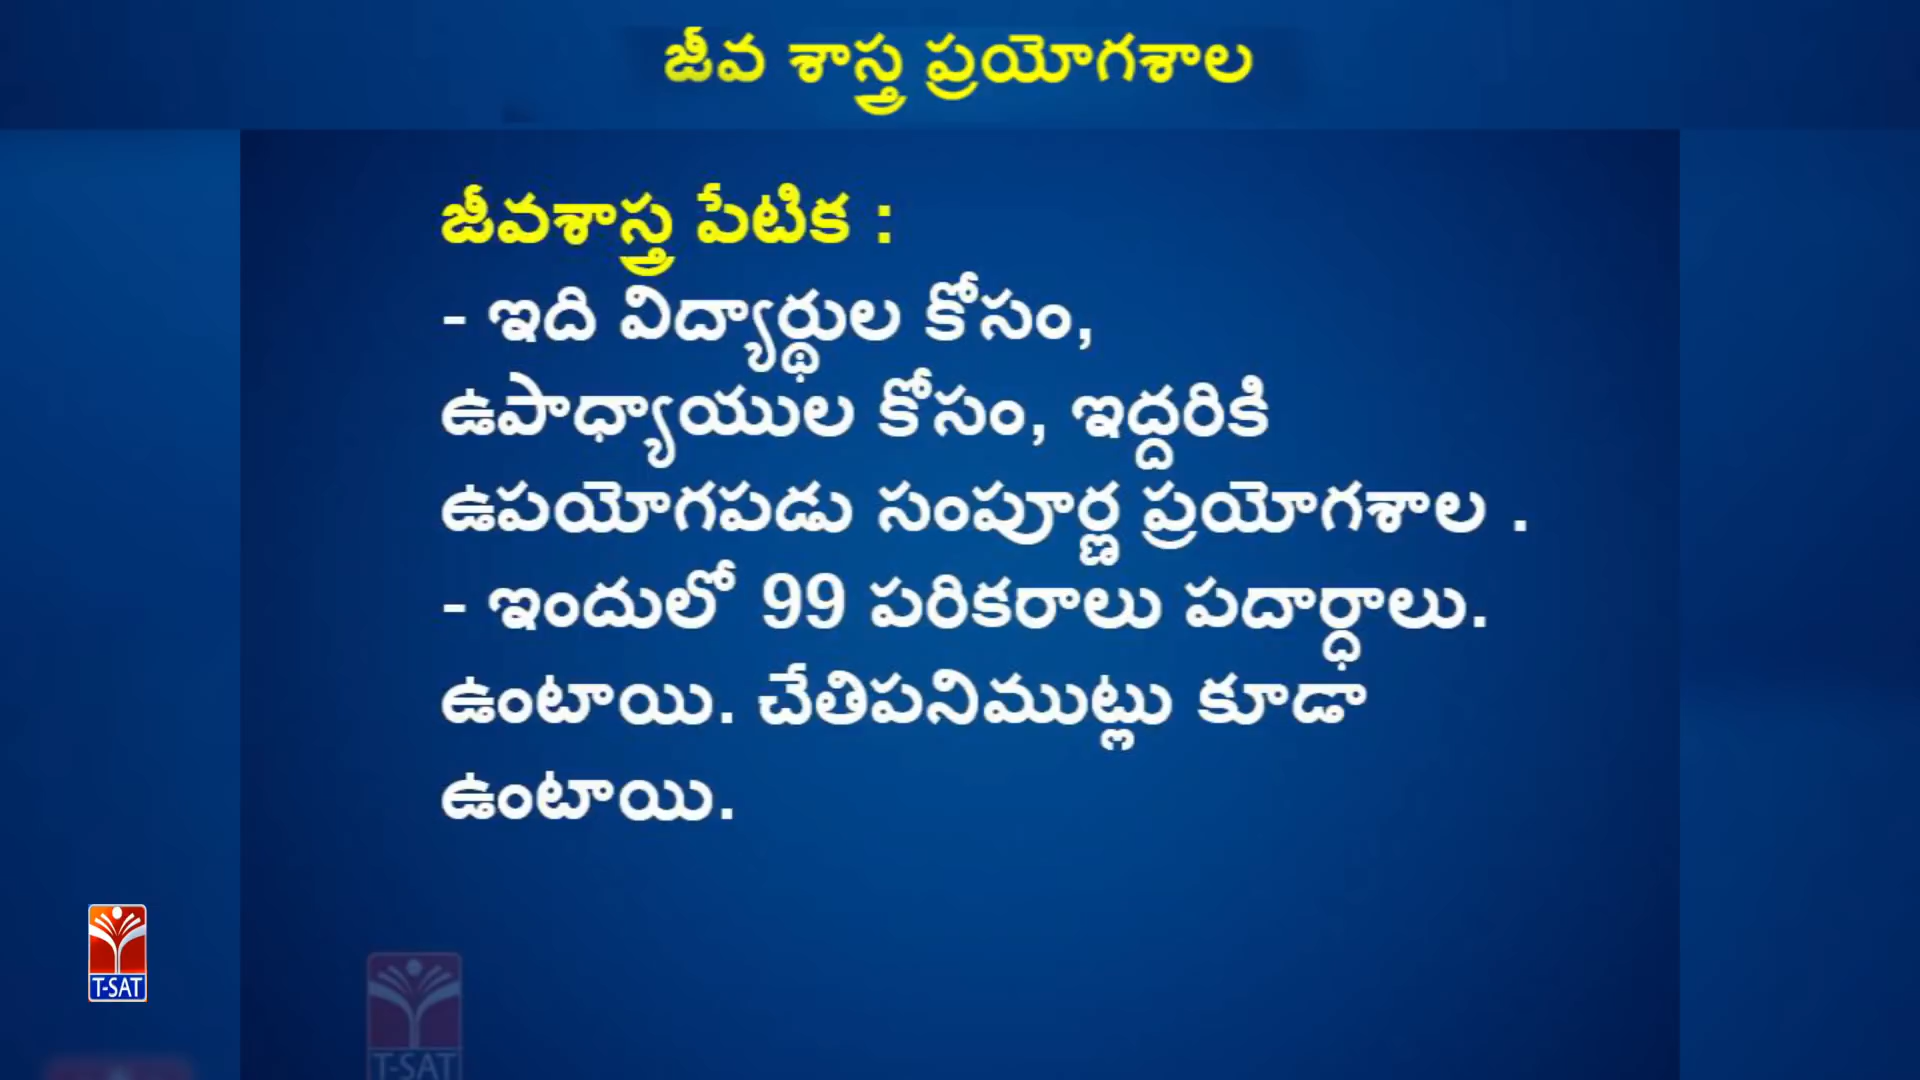 జీవ శాస్త్ర ప్రయోగశాల
జీవశాస్త్ర పేటిక :
- ఇది విద్యార్థుల కోసం,
ఉపాధ్యాయుల కోసం, ఇద్దరికి
ఉపయోగపడు సంపూర్ణ ప్రయోగశాల .
- ఇందులో 99 పరికరాలు పదార్ధాలు.
ఉంటాయి. చేతిపనిముట్లు కూడా
ఉంటాయి.
T-SAT
T-SAT